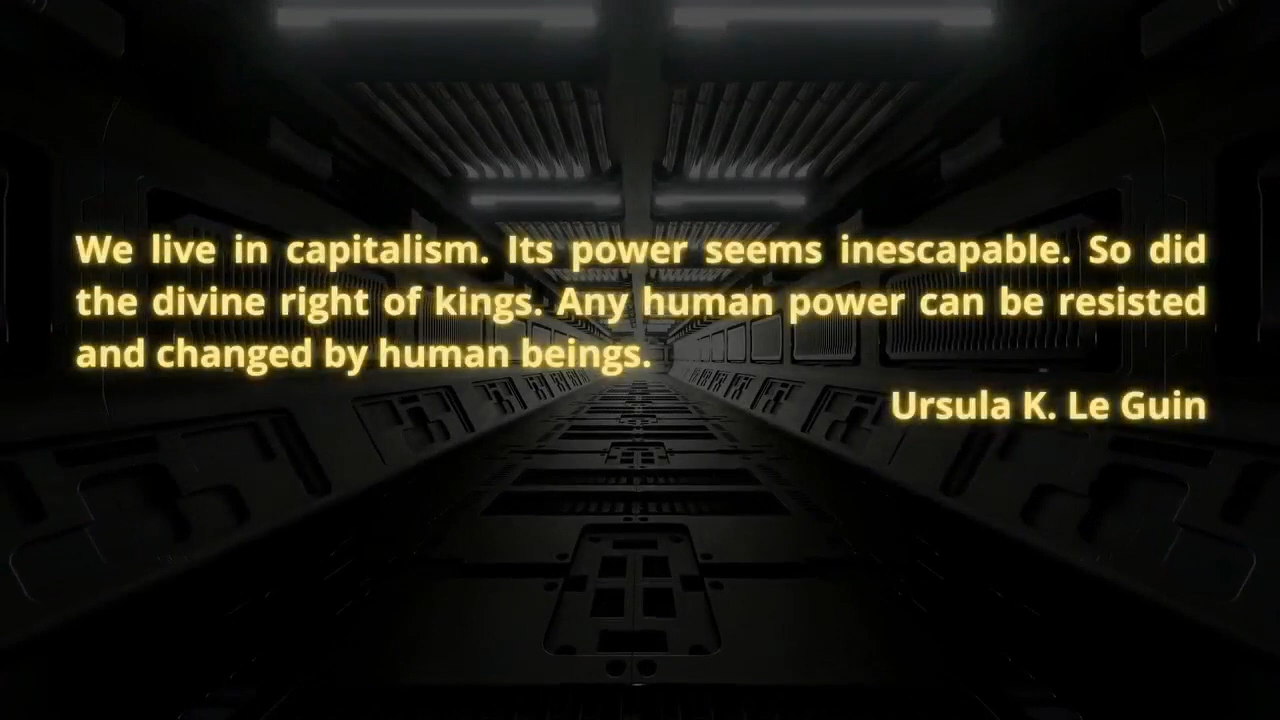 We live in capitalism. Its power seems inescapable. So did
the divine right of kings. Any human power can be resisted
and changed by human beings.
Ursula K. Le Guin